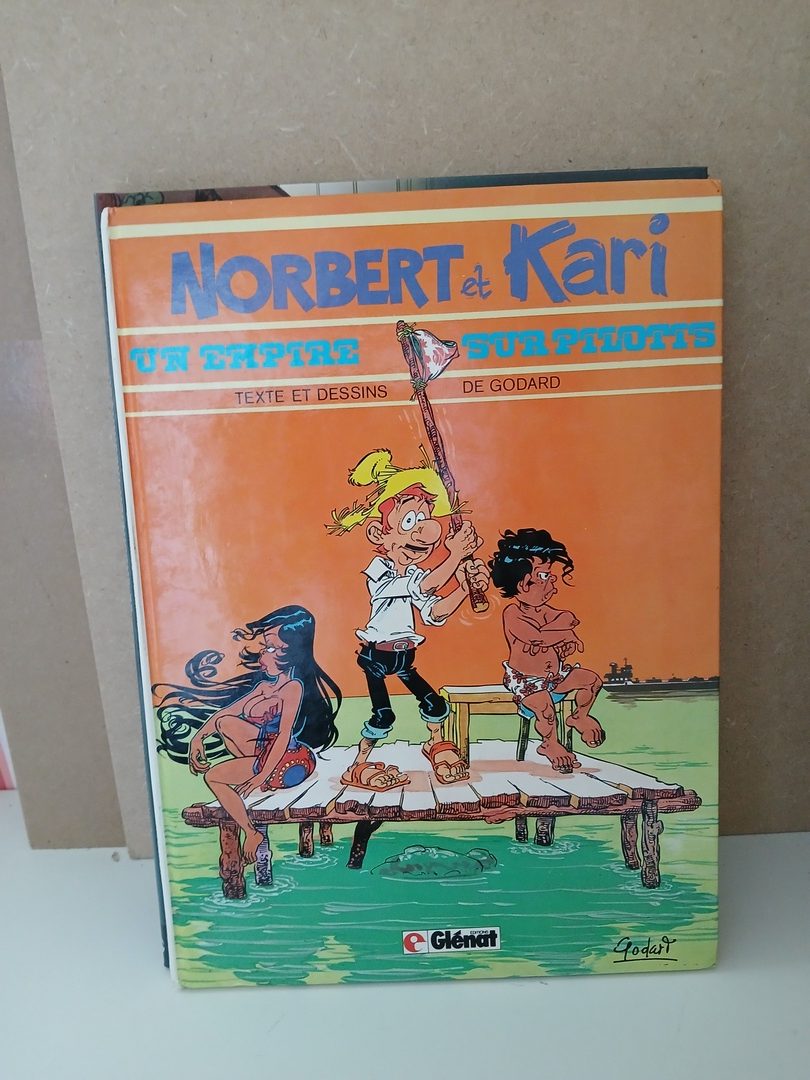 NORBERT et Kari
UN EMPIRE SUR PILOTIS
TEXTE ET DESSINS DE GODARD
EDITIONS
Glénat
Godard